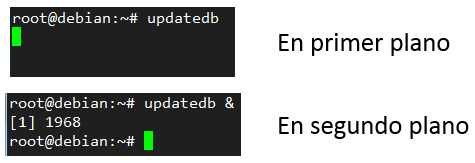 root@debian:~# updatedb
En primer plano
root@debian:~# updatedb &
[1] 1968
root@debian:~#
En segundo plano